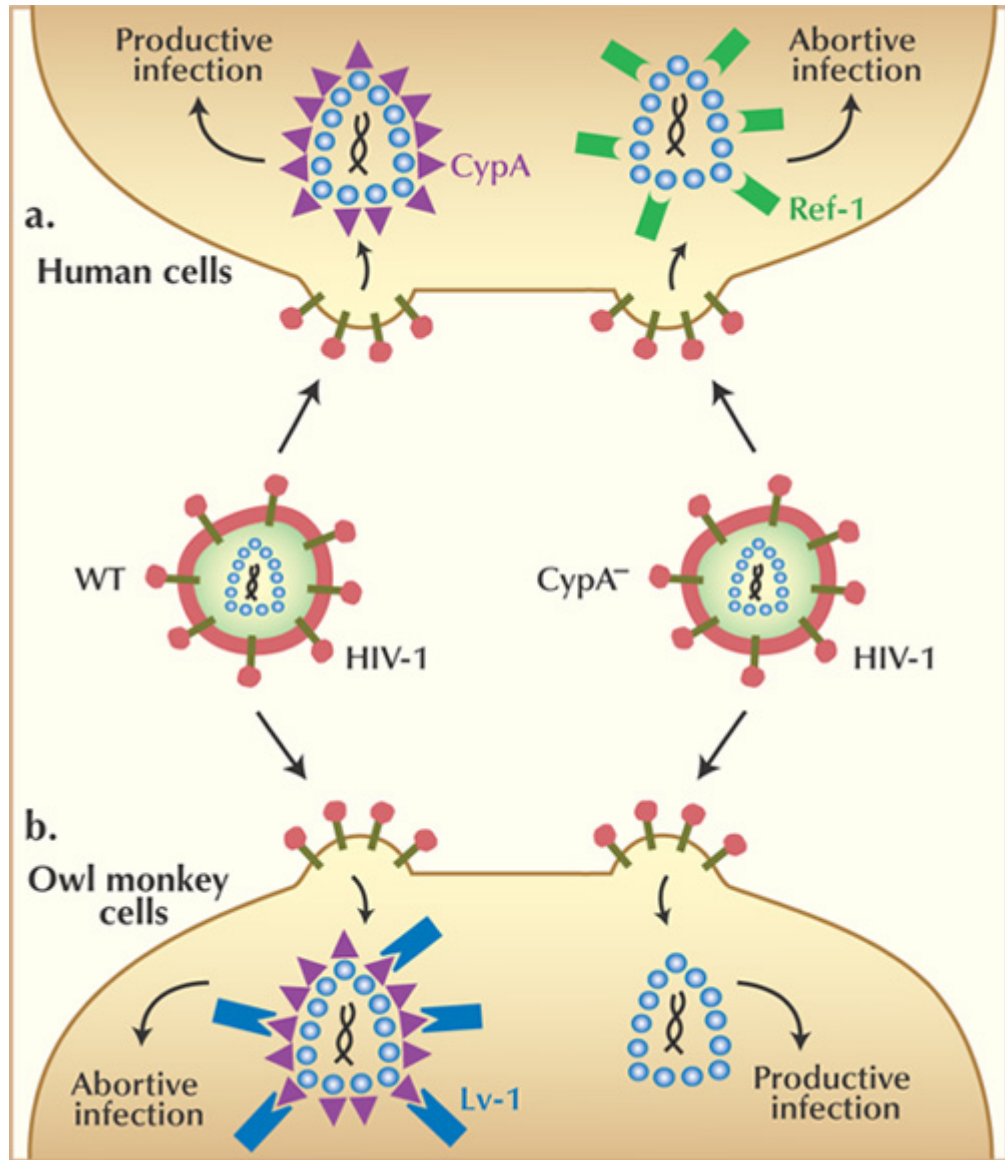 Productive
infection
Abortive
infection
CypA
Ref-1
a.
Human cells
WT
HIV-1
CypA⁻
HIV-1
b.
Owl monkey
cells
Abortive
infection
Lv-1
Productive
infection